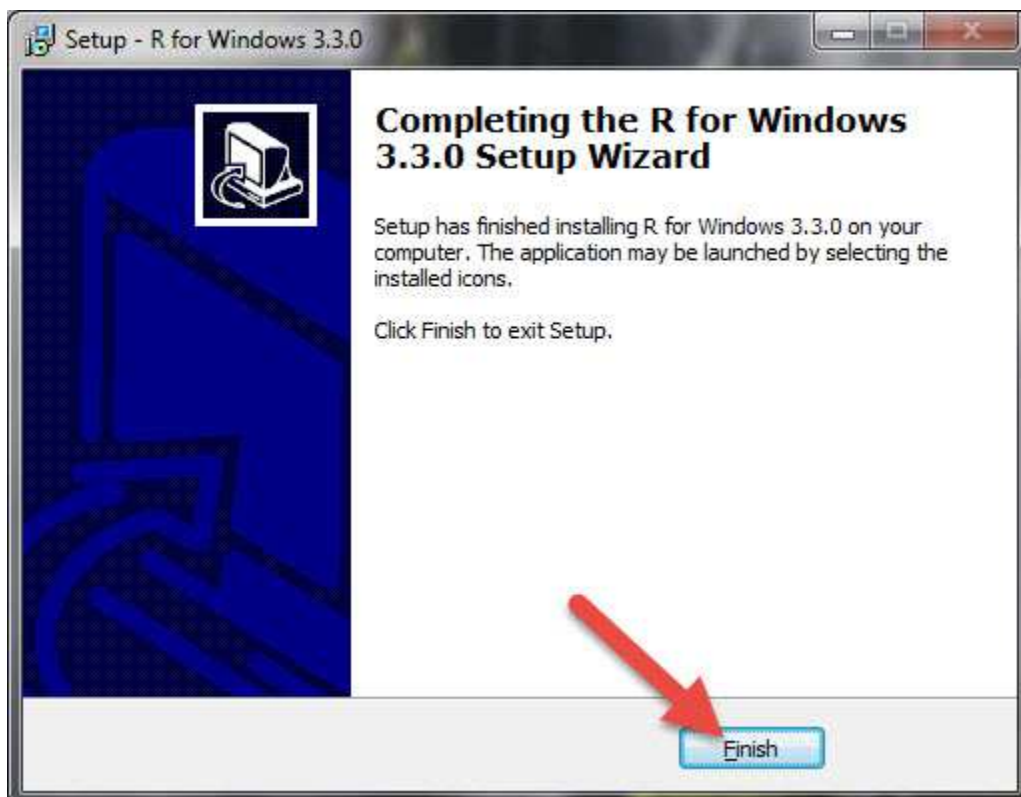 Setup - R for Windows 3.3.0
Completing the R for Windows
3.3.0 Setup Wizard
Setup has finished installing R for Windows 3.3.0 on your
computer. The application may be launched by selecting the
installed icons.
Click Finish to exit Setup.
Finish